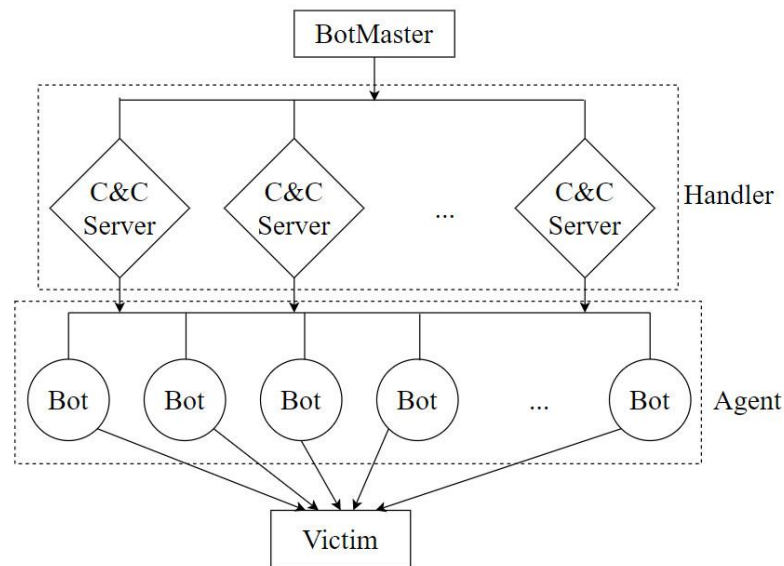 BotMaster
C&C
Server
C&C
Server
...
C&C
Server
Handler
Bot
Bot
Bot
Bot
...
Bot
Agent
Victim